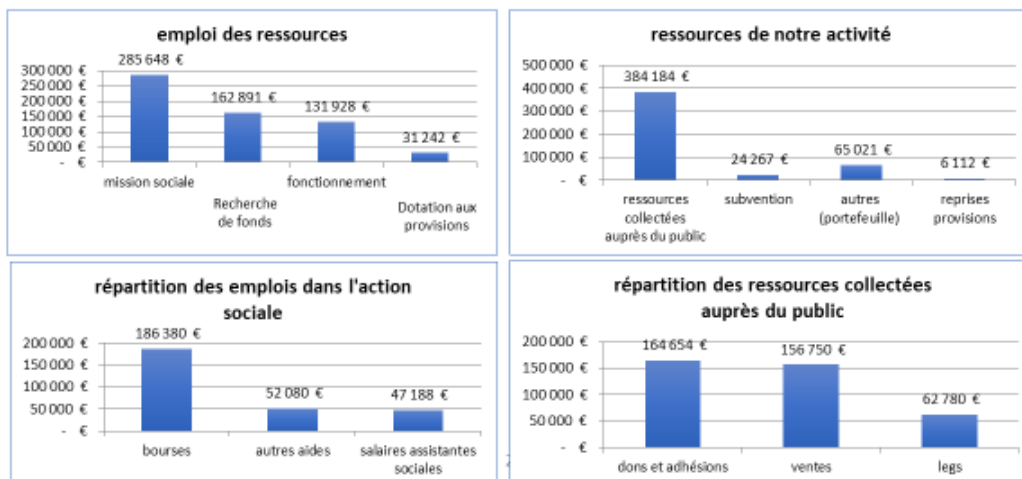 emploi des ressources
285 648 €
300 000 €
250 000 €
200 000 €
150 000 €
100 000 €
50 000 €
- €
162 891 €
131 928 €
31 242 €
mission sociale
Recherche
de fonds
fonctionnement
Dotation aux
provisions
ressources de notre activité
500 000 €
400 000 €
300 000 €
200 000 €
100 000 €
- €
384 184 €
24 267 €
65 021 €
6 112 €
ressources
collectées
auprès du public
subvention
autres
(portefeuille)
reprises
provisions
répartition des emplois dans l'action
sociale
186 380 €
200 000 €
150 000 €
100 000 €
50 000 €
- €
52 080 €
47 188 €
bourses
autres aides
salaires assistantes
sociales
répartition des ressources collectées
auprès du public
200 000 €
150 000 €
100 000 €
50 000 €
- €
164 654 €
156 750 €
62 780 €
dons et adhésions
ventes
legs